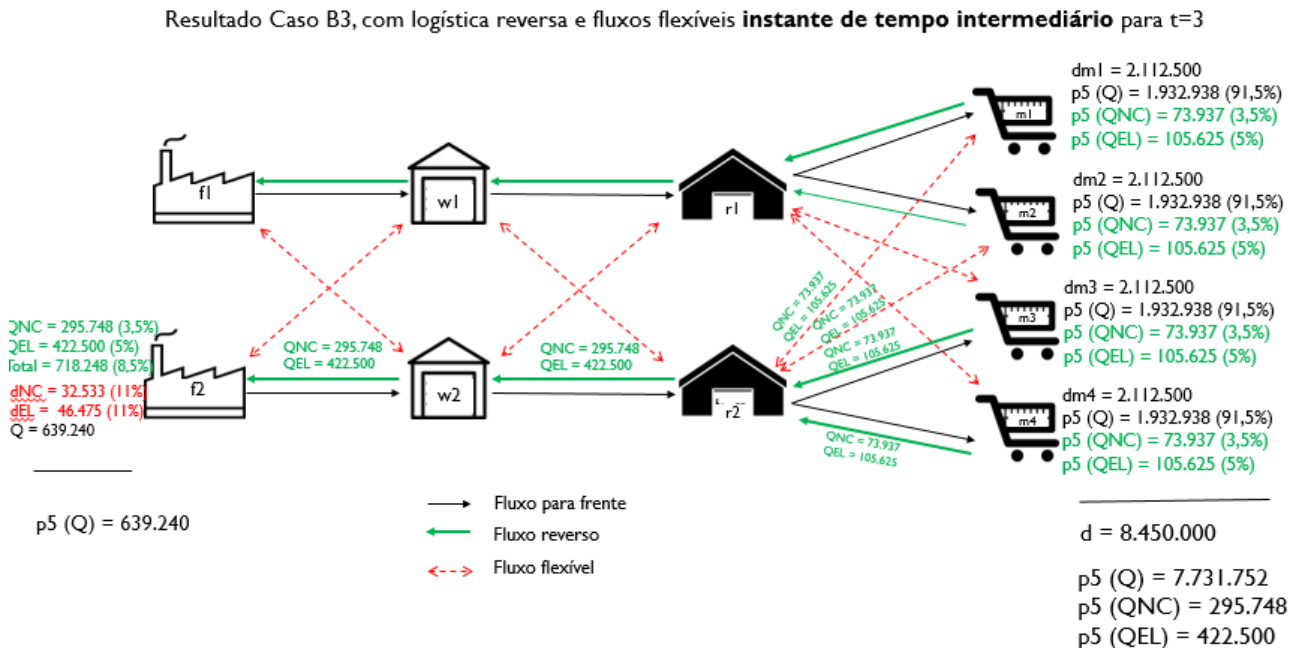 Resultado Caso B3, com logística reversa e fluxos flexíveis instante de tempo intermediário para t=3
dm1 = 2.112.500
p5 (Q) = 1.932.938 (91,5%)
p5 (QNC) = 73.937 (3,5%)
p5 (QEL) = 105.625 (5%)
m1
f1
w1
r1
dm2 = 2.112.500
p5 (Q) = 1.932.938 (91,5%)
p5 (QNC) = 73.937 (3,5%)
p5 (QEL) = 105.625 (5%)
m2
dm3 = 2.112.500
p5 (Q) = 1.932.938 (91,5%)
p5 (QNC) = 73.937 (3,5%)
p5 (QEL) = 105.625 (5%)
m3
QNC = 73.937
QEL = 105.625
QNC = 73.937
QEL = 105.625
QNC = 73.937
QEL = 105.625
QNC = 295.748 (3,5%)
QEL = 422.500 (5%)
Total = 718.248 (8,5%)
dNC = 32.533 (11%)
dEL = 46.475 (11%)
Q = 639.240
f2
QNC = 295.748
QEL = 422.500
w2
QNC = 295.748
QEL = 422.500
r2
dm4 = 2.112.500
p5 (Q) = 1.932.938 (91,5%)
p5 (QNC) = 73.937 (3,5%)
p5 (QEL) = 105.625 (5%)
m4
QNC = 73.937
QEL = 105.625
p5 (Q) = 639.240
Fluxo para frente
Fluxo reverso
Fluxo flexível
d = 8.450.000
p5 (Q) = 7.731.752
p5 (QNC) = 295.748
p5 (QEL) = 422.500